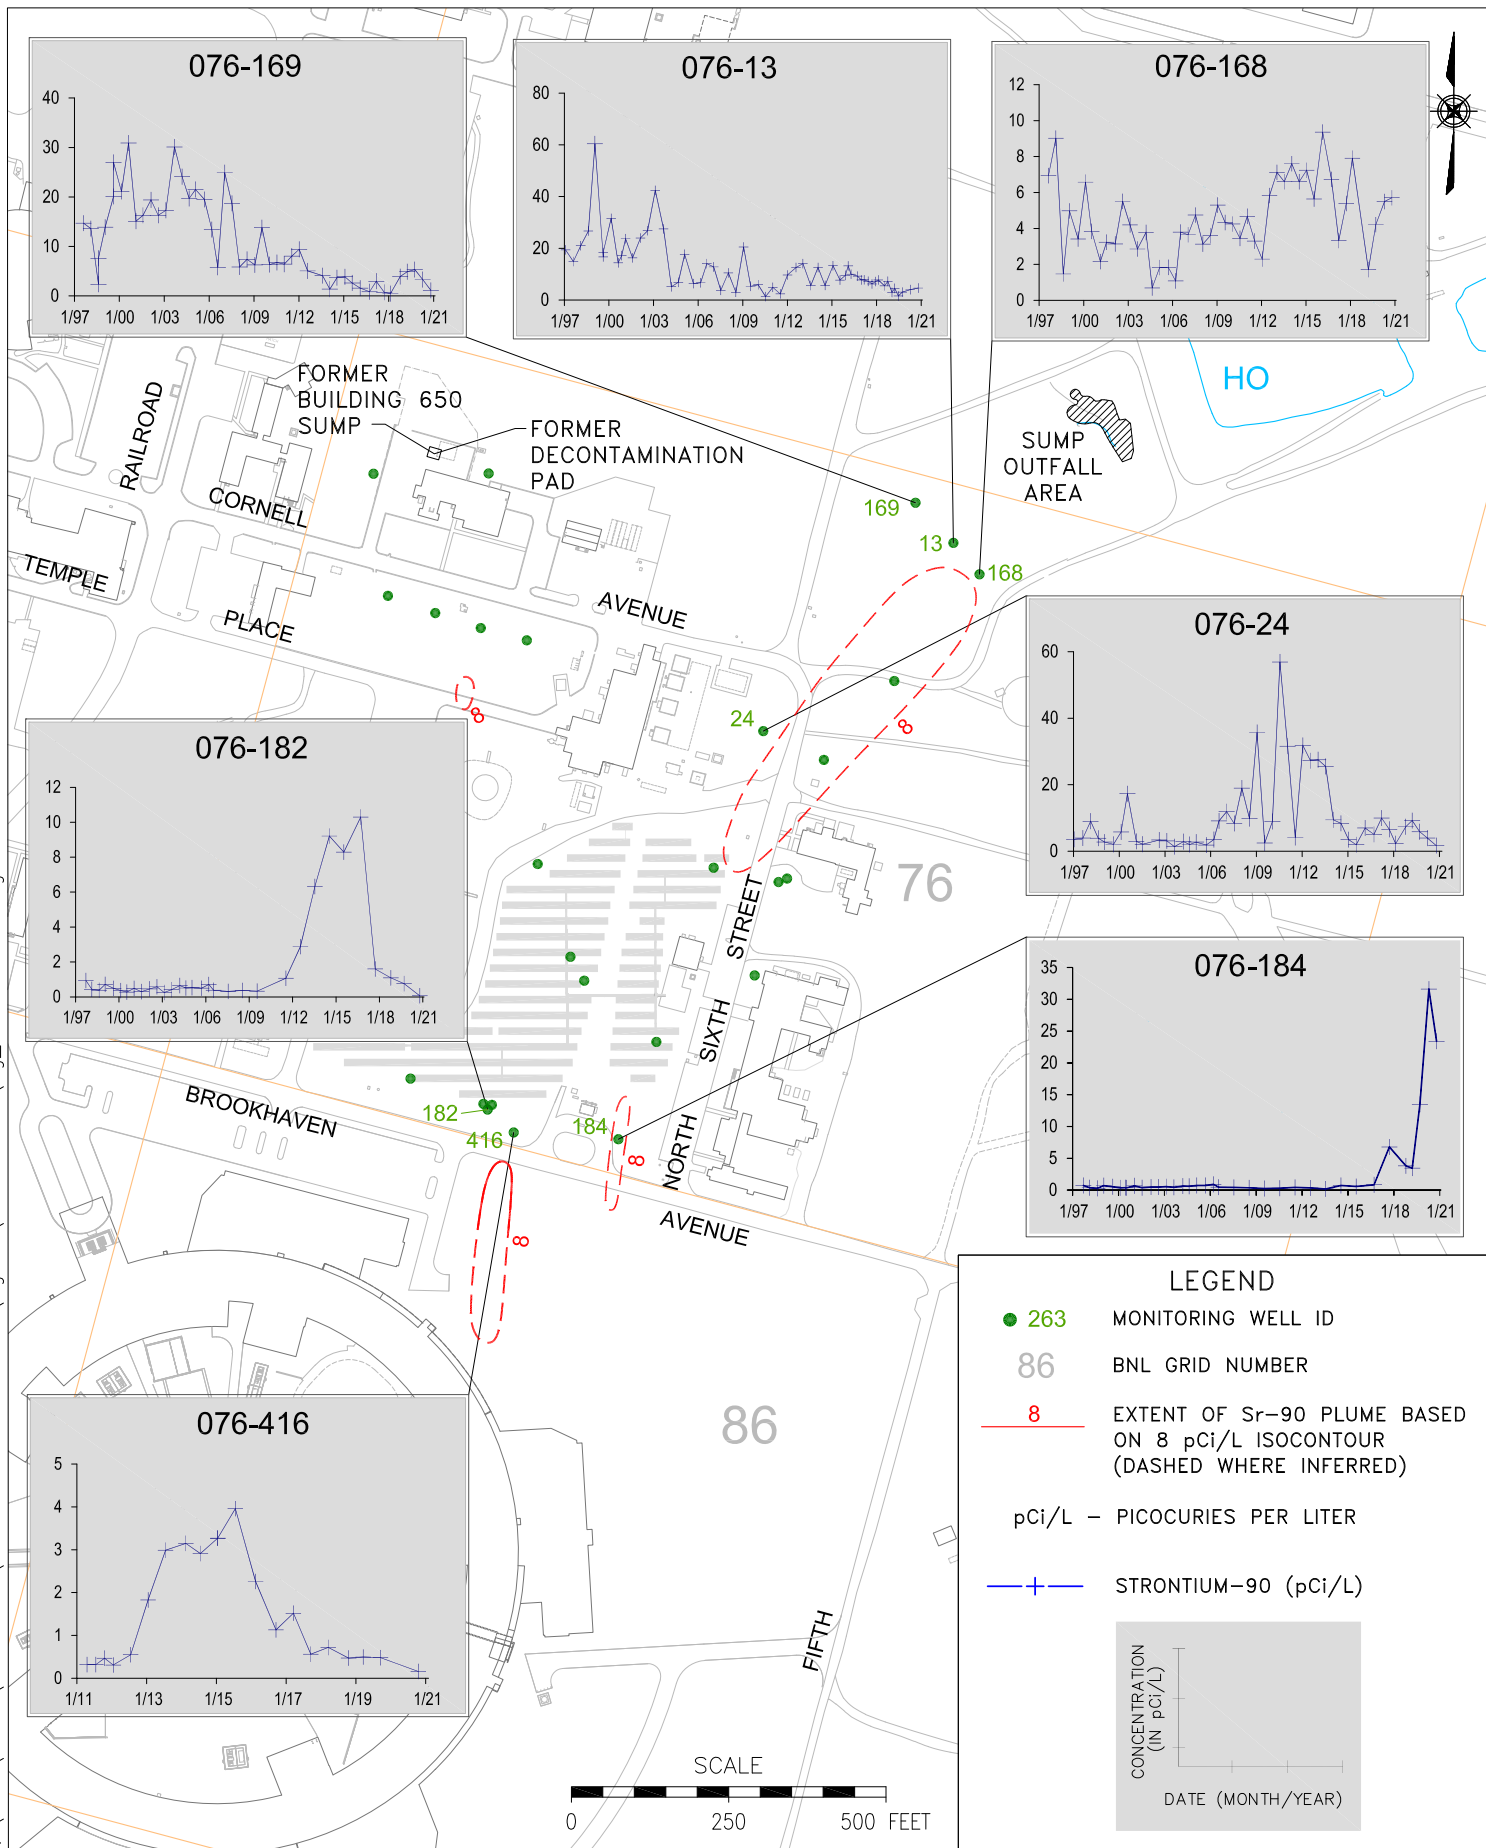 076-169
40
30
20
10
0
1/97 1/00 1/03 1/06 1/09 1/12 1/15 1/18 1/21
076-13
80
60
40
20
0
1/97 1/00 1/03 1/06 1/09 1/12 1/15 1/18 1/21
076-168
12
10
8
6
4
2
0
1/97 1/00 1/03 1/06 1/09 1/12 1/15 1/18 1/21
HO
FORMER
BUILDING 650
SUMP
FORMER
DECONTAMINATION
PAD
SUMP
OUTFALL
AREA
RAILROAD
CORNELL
AVENUE
TEMPLE
PLACE
169
13
168
24
8
8
076-24
60
40
20
0
1/97 1/00 1/03 1/06 1/09 1/12 1/15 1/18 1/21
076-182
12
10
8
6
4
2
0
1/97 1/00 1/03 1/06 1/09 1/12 1/15 1/18 1/21
76
NORTH SIXTH STREET
076-184
35
30
25
20
15
10
5
0
1/97 1/00 1/03 1/06 1/09 1/12 1/15 1/18 1/21
BROOKHAVEN
AVENUE
182
416
184
8
8
076-416
5
4
3
2
1
0
1/11 1/13 1/15 1/17 1/19 1/21
86
FIFTH
SCALE
0 250 500 FEET
LEGEND
263 MONITORING WELL ID
86 BNL GRID NUMBER
8 EXTENT OF Sr-90 PLUME BASED
ON 8 pCi/L ISOCONTOUR
(DASHED WHERE INFERRED)
pCi/L - PICOCURIES PER LITER
STRONTIUM-90 (pCi/L)
CONCENTRATION
(IN pCi/L)
DATE (MONTH/YEAR)